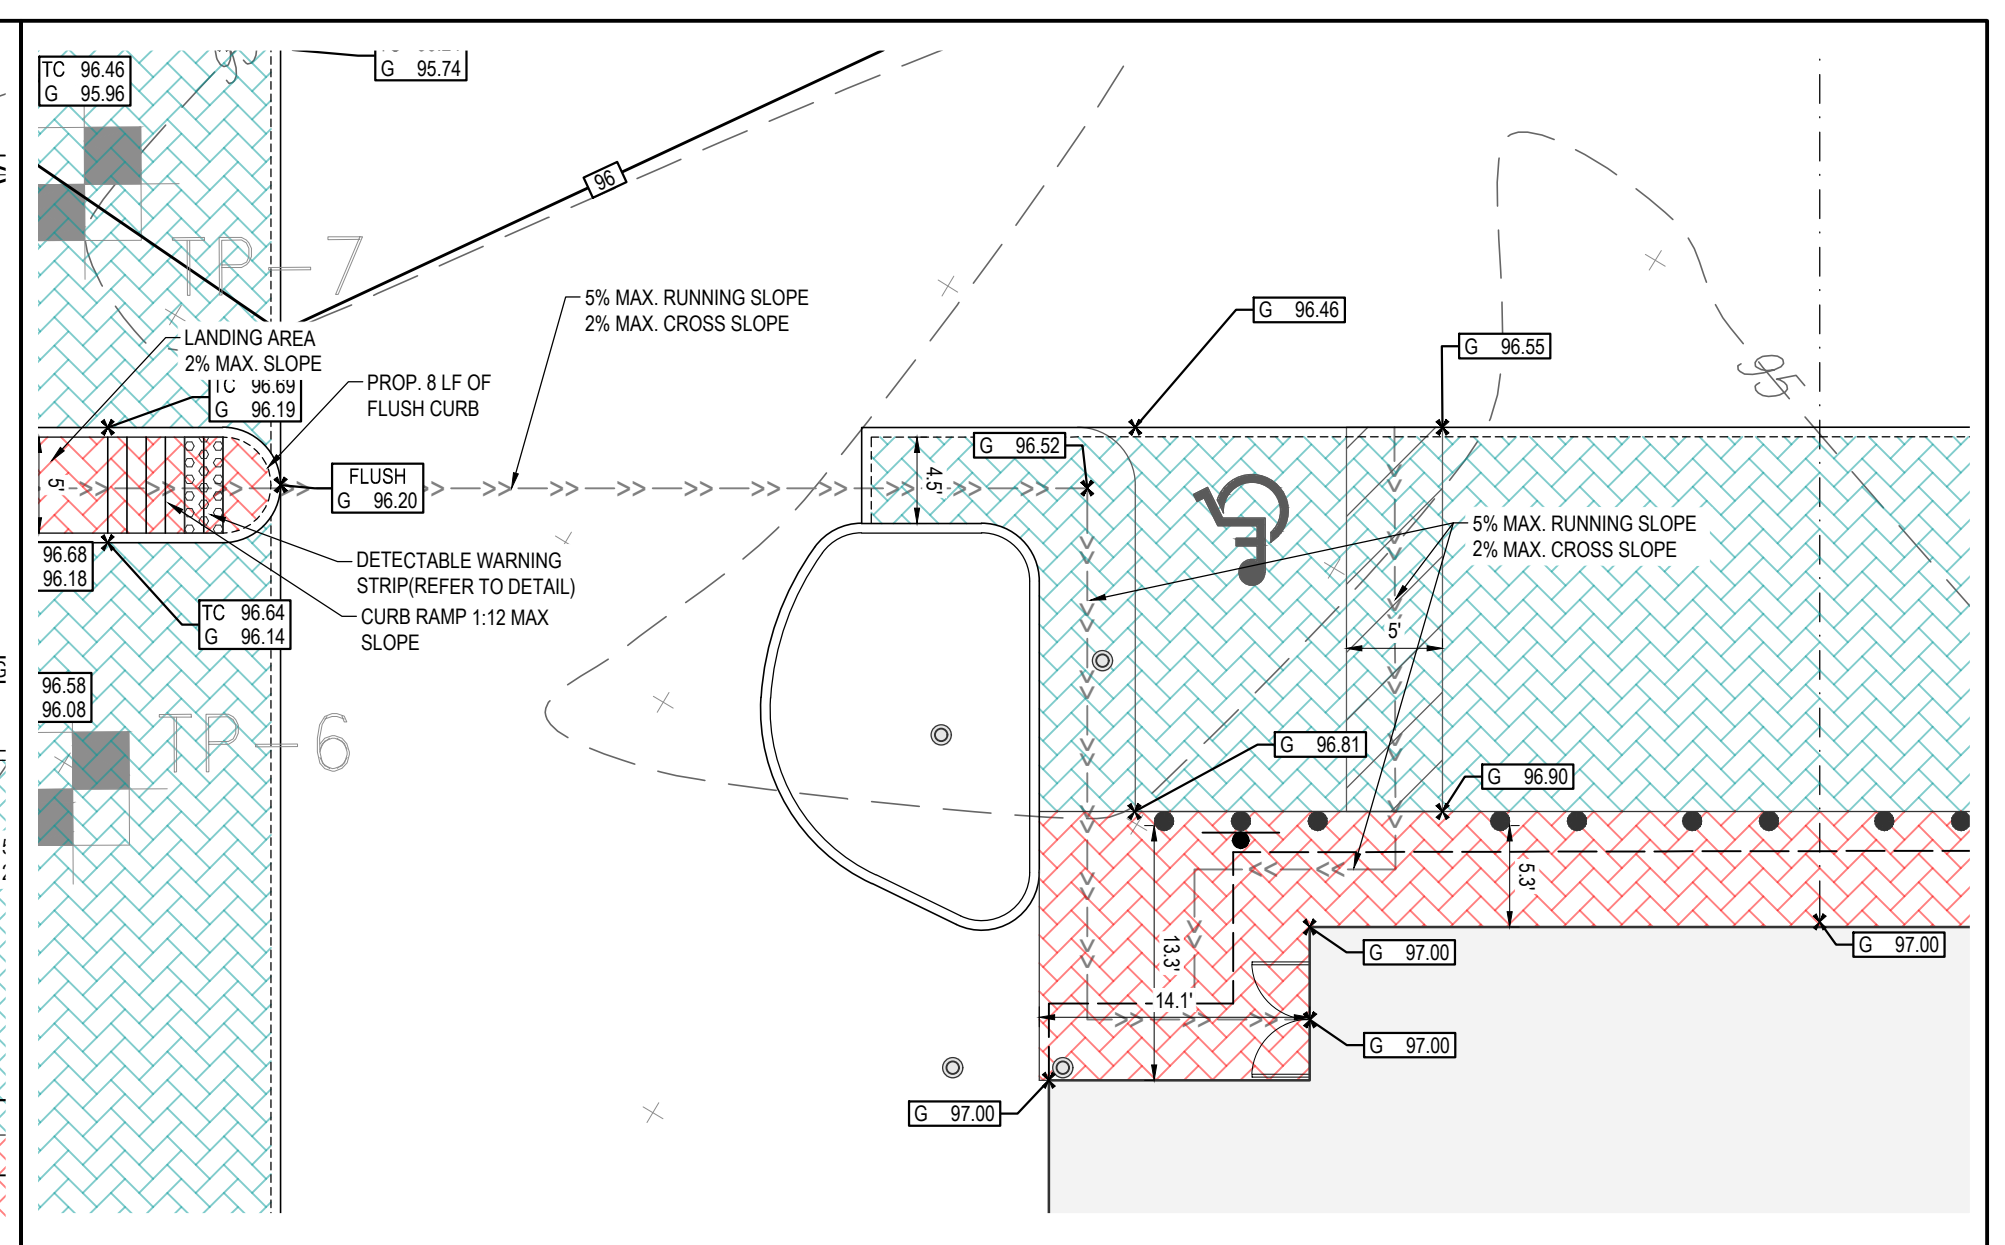 TC 96.46
G 95.96
G 95.74
96
TP-7
5% MAX. RUNNING SLOPE
2% MAX. CROSS SLOPE
G 96.46
G 96.55
LANDING AREA
2% MAX. SLOPE
TC 96.69
G 96.19
PROP. 8 LF OF
FLUSH CURB
95
G 96.52
4.5'
5'
FLUSH
G 96.20
5% MAX. RUNNING SLOPE
2% MAX. CROSS SLOPE
96.68
96.18
DETECTABLE WARNING
STRIP(REFER TO DETAIL)
TC 96.64
G 96.14
CURB RAMP 1:12 MAX
SLOPE
5'
96.58
96.08
TP-6
G 96.81
G 96.90
5.3'
13.3'
G 97.00
G 97.00
14.1'
G 97.00
G 97.00